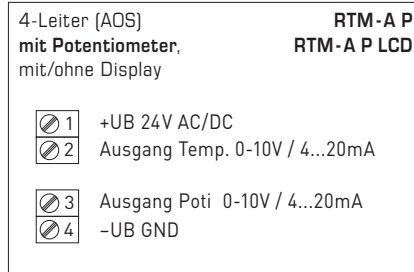 4-Leiter (AOS) RTM-A P
mit Potentiometer, RTM-A P LCD
mit/ohne Display
1 +UB 24V AC/DC
2 Ausgang Temp. 0-10V / 4...20mA
3 Ausgang Poti 0-10V / 4...20mA
4 –UB GND